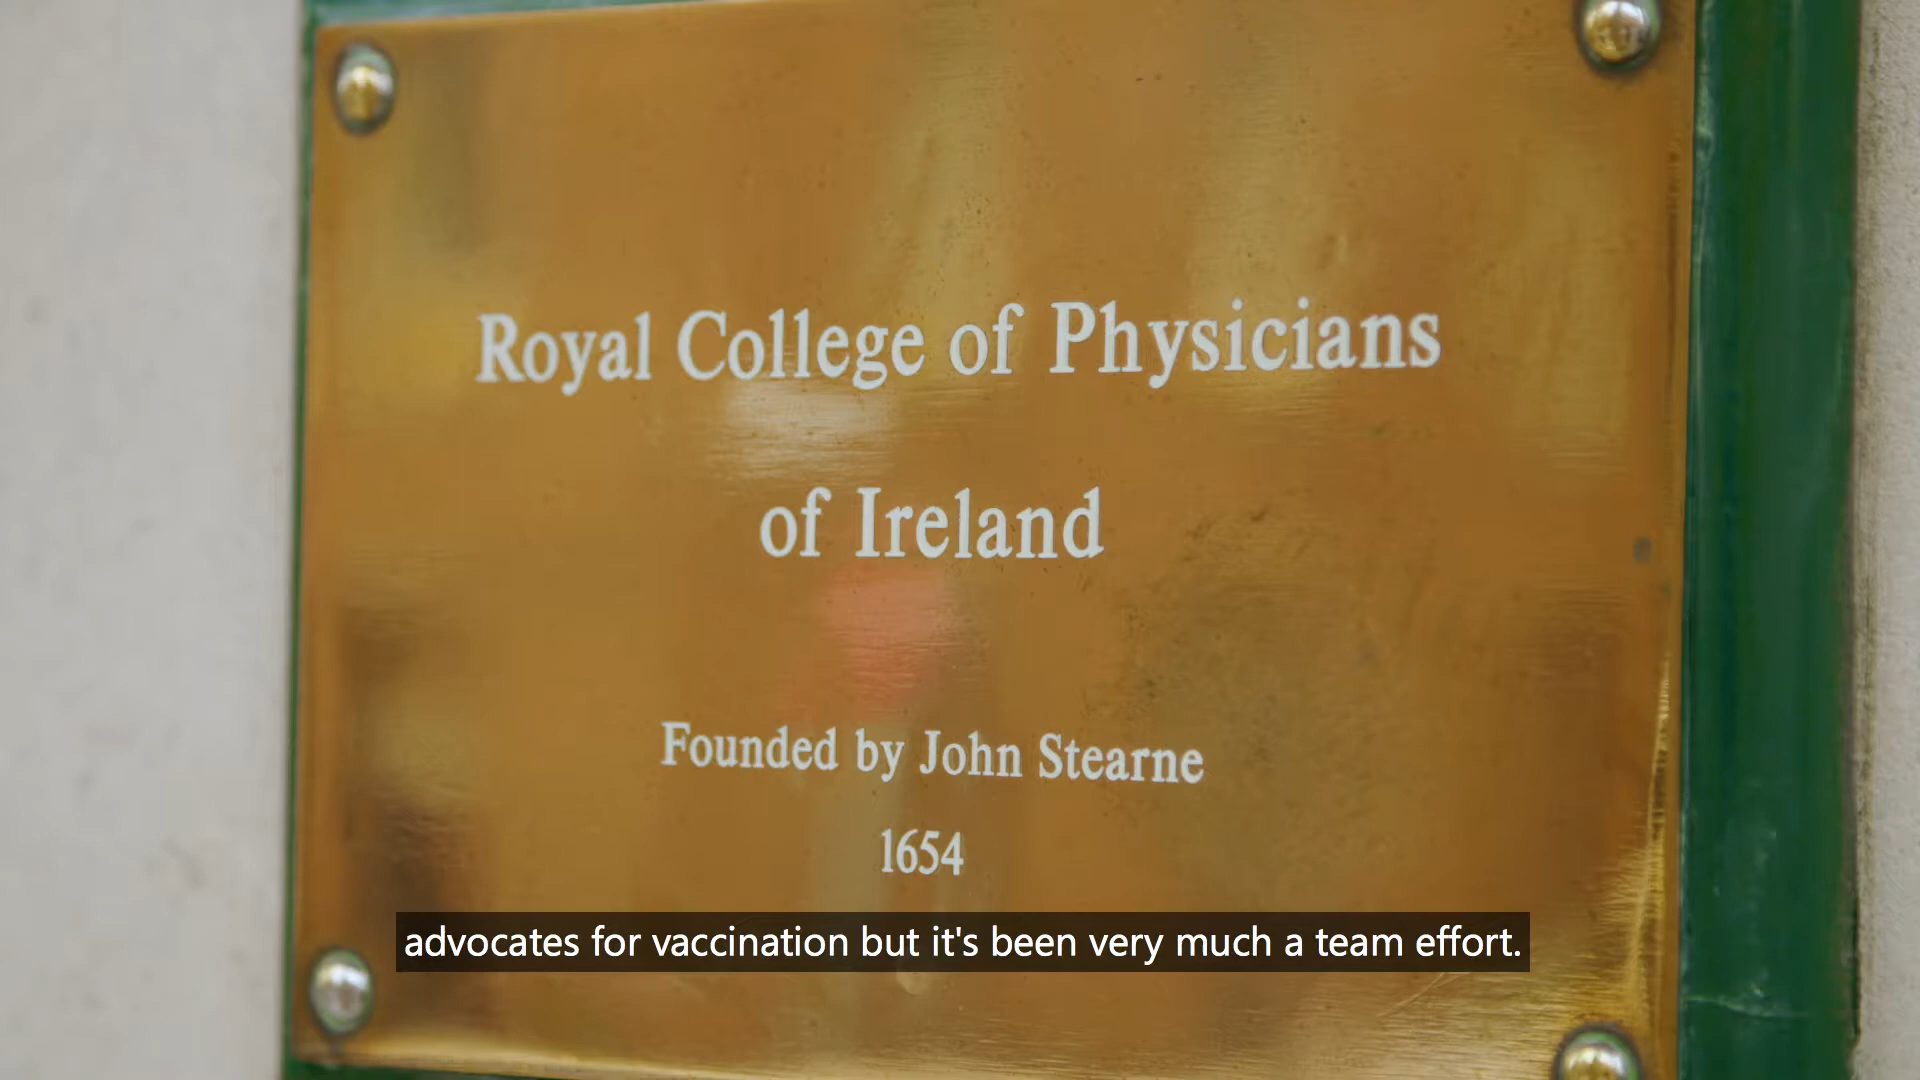 Royal College of Physicians
of Ireland
Founded by John Stearne
1654
advocates for vaccination but it's been very much a team effort.